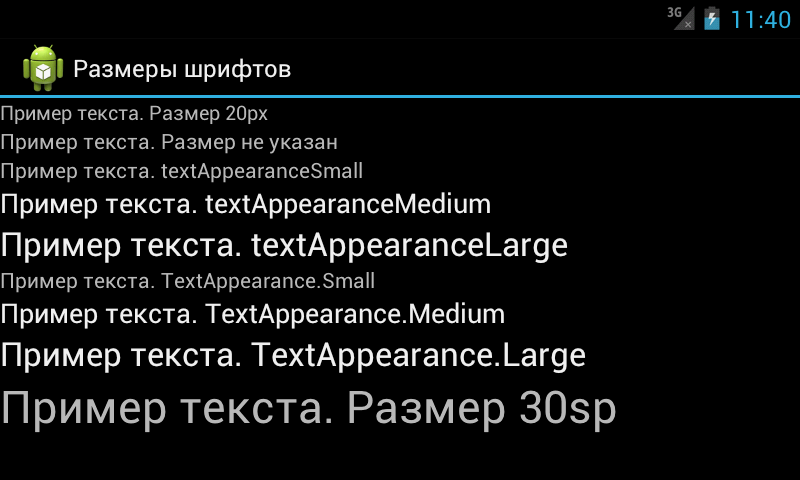 3G 11:40
Размеры шрифтов
Пример текста. Размер 20px
Пример текста. Размер не указан
Пример текста. textAppearanceSmall
Пример текста. textAppearanceMedium
Пример текста. textAppearanceLarge
Пример текста. TextAppearance.Small
Пример текста. TextAppearance.Medium
Пример текста. TextAppearance.Large
Пример текста. Размер 30sp